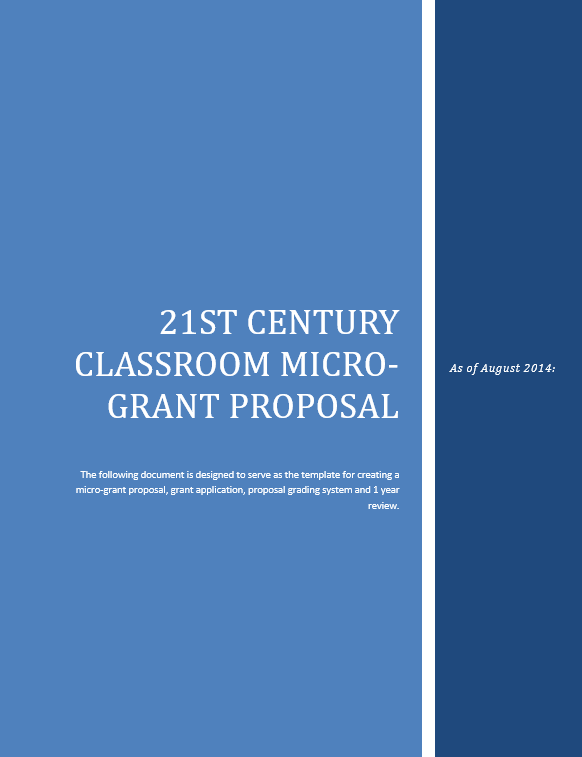 21ST CENTURY
CLASSROOM MICRO-
GRANT PROPOSAL
The following document is designed to serve as the template for creating a
micro-grant proposal, grant application, proposal grading system and 1 year
review.
As of August 2014: